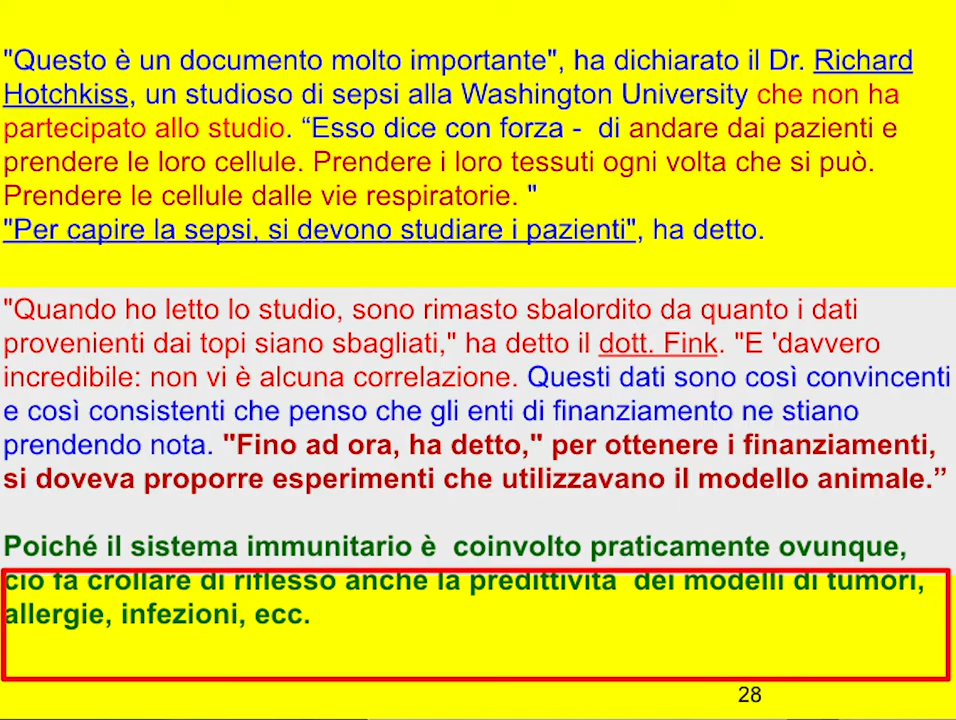 "Questo è un documento molto importante", ha dichiarato il Dr. Richard
Hotchkiss, un studioso di sepsi alla Washington University che non ha
partecipato allo studio. “Esso dice con forza - di andare dai pazienti e
prendere le loro cellule. Prendere i loro tessuti ogni volta che si può.
Prendere le cellule dalle vie respiratorie. "
"Per capire la sepsi, si devono studiare i pazienti", ha detto.
"Quando ho letto lo studio, sono rimasto sbalordito da quanto i dati
provenienti dai topi siano sbagliati," ha detto il dott. Fink. "E 'davvero
incredibile: non vi è alcuna correlazione. Questi dati sono così convincenti
e così consistenti che penso che gli enti di finanziamento ne stiano
prendendo nota. "Fino ad ora, ha detto," per ottenere i finanziamenti,
si doveva proporre esperimenti che utilizzavano il modello animale.”
Poiché il sistema immunitario è coinvolto praticamente ovunque,
ciò fa crollare di riflesso anche la predittività dei modelli di tumori,
allergie, infezioni, ecc.
28